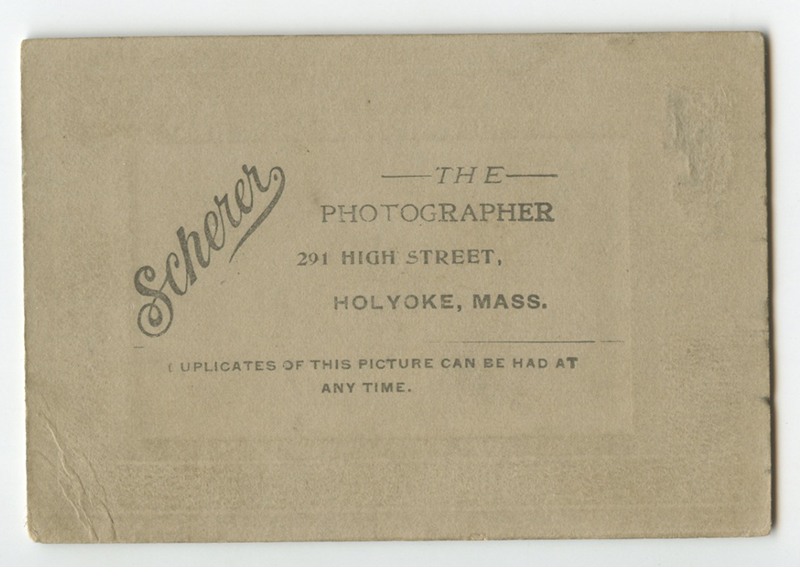 Scherer
THE
PHOTOGRAPHER
291 HIGH STREET,
HOLYOKE, MASS.
UPLICATES OF THIS PICTURE CAN BE HAD AT
ANY TIME.